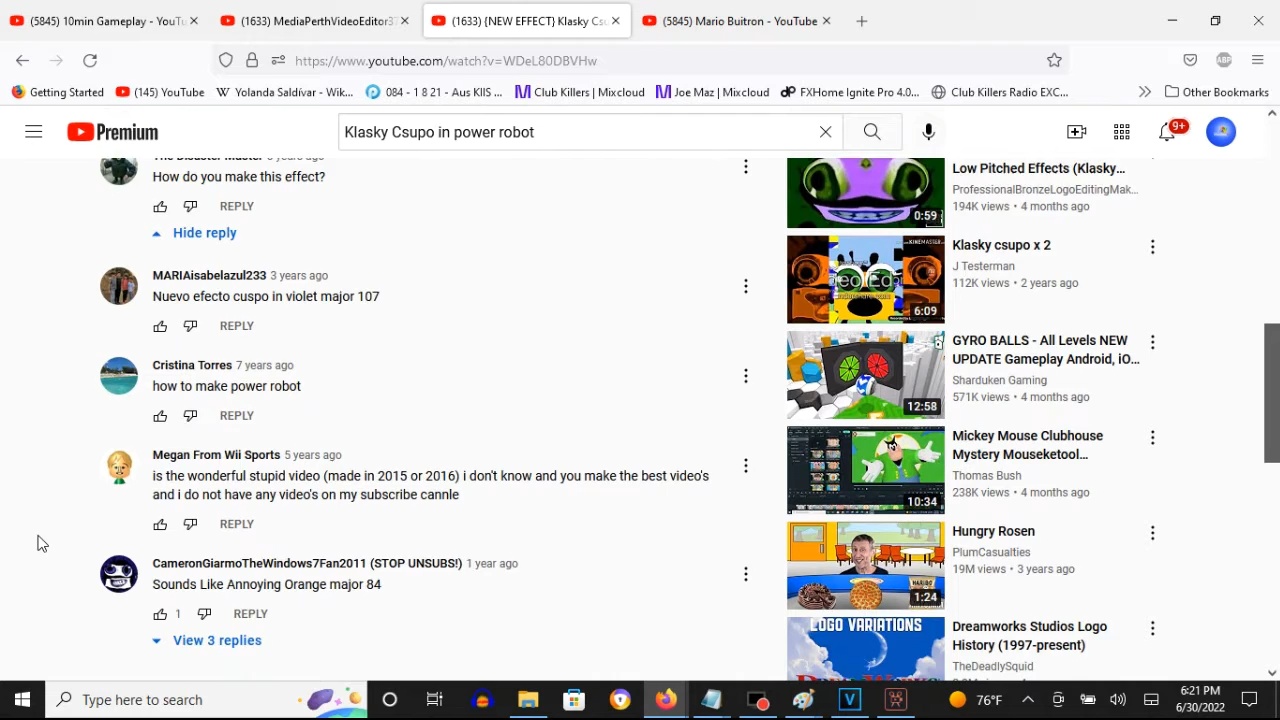 (5845) 10min Gameplay - YouTu
(1633) MediaPerthVideoEditor37
(1633) {NEW EFFECT} Klasky Csu
(5845) Mario Buitron - YouTube
https://www.youtube.com/watch?v=WDeL80DBVHw
ABP
Getting Started
(145) YouTube
Yolanda Saldívar - Wik...
084 - 1 8 21 - Aus KIIS ...
Club Killers | Mixcloud
Joe Maz | Mixcloud
FXHome Ignite Pro 4.0...
Club Killers Radio EXC...
Other Bookmarks
Premium
Klasky Csupo in power robot
9+
The Disaster Master
How do you make this effect?
REPLY
Hide reply
MARIAisabelazul233 3 years ago
Nuevo efecto cuspo in violet major 107
REPLY
Cristina Torres 7 years ago
how to make power robot
REPLY
Megan From Wii Sports 5 years ago
is the wonderful stupid video (made in 2015 or 2016) i don't know and you make the best video's
and i do not have any video's on my subscribe cannle
REPLY
CameronGiarmoTheWindows7Fan2011 (STOP UNSUBS!) 1 year ago
Sounds Like Annoying Orange major 84
1 REPLY
View 3 replies
Low Pitched Effects (Klasky...
ProfessionalBronzeLogoEditingMak...
194K views • 4 months ago
0:59
Klasky csupo x 2
J Testerman
112K views • 2 years ago
6:09
GYRO BALLS - All Levels NEW
UPDATE Gameplay Android, iO...
Sharduken Gaming
571K views • 4 months ago
12:58
Mickey Mouse Clubhouse
Mystery Mouseketool...
Thomas Bush
238K views • 4 months ago
10:34
Hungry Rosen
PlumCasualties
19M views • 3 years ago
HARIBO
1:24
LOGO VARIATIONS
Dreamworks Studios Logo
History (1997-present)
TheDeadlySquid
Type here to search
76°F
6:21 PM
6/30/2022